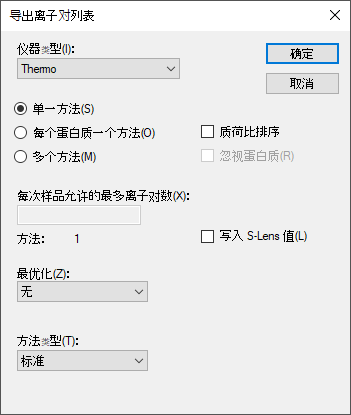 导出离子对列表
仪器类型(I):
Thermo
确定
取消
单一方法(S)
每个蛋白质一个方法(O)
质荷比排序
多个方法(M)
忽视蛋白质(R)
每次样品允许的最多离子对数(X):
方法: 1
写入 S-Lens 值(L)
最优化(Z):
无
方法类型(T):
标准